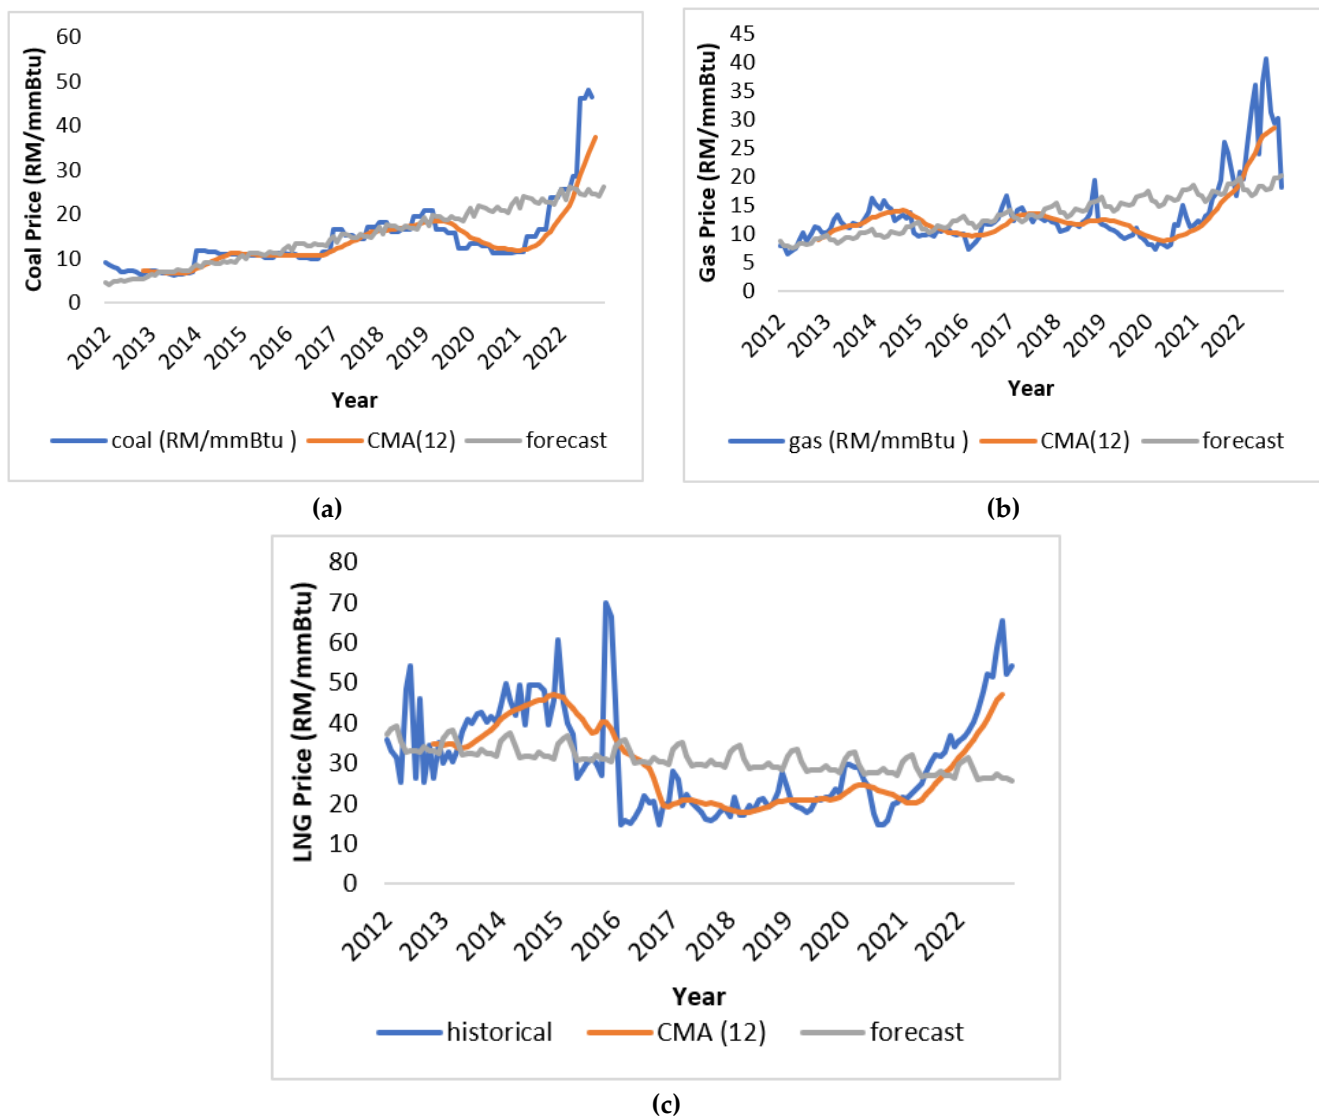 60
50
40
30
20
10
0
Coal Price (RM/mmBtu)
2012 2013 2014 2015 2016 2017 2018 2019 2020 2021 2022
Year
coal (RM/mmBtu ) CMA(12) forecast
(a)
45
40
35
30
25
20
15
10
5
0
Gas Price (RM/mmBtu)
2012 2013 2014 2015 2016 2017 2018 2019 2020 2021 2022
Year
gas (RM/mmBtu ) CMA(12) forecast
(b)
80
70
60
50
40
30
20
10
0
LNG Price (RM/mmBtu)
2012 2013 2014 2015 2016 2017 2018 2019 2020 2021 2022
Year
historical CMA (12) forecast
(c)